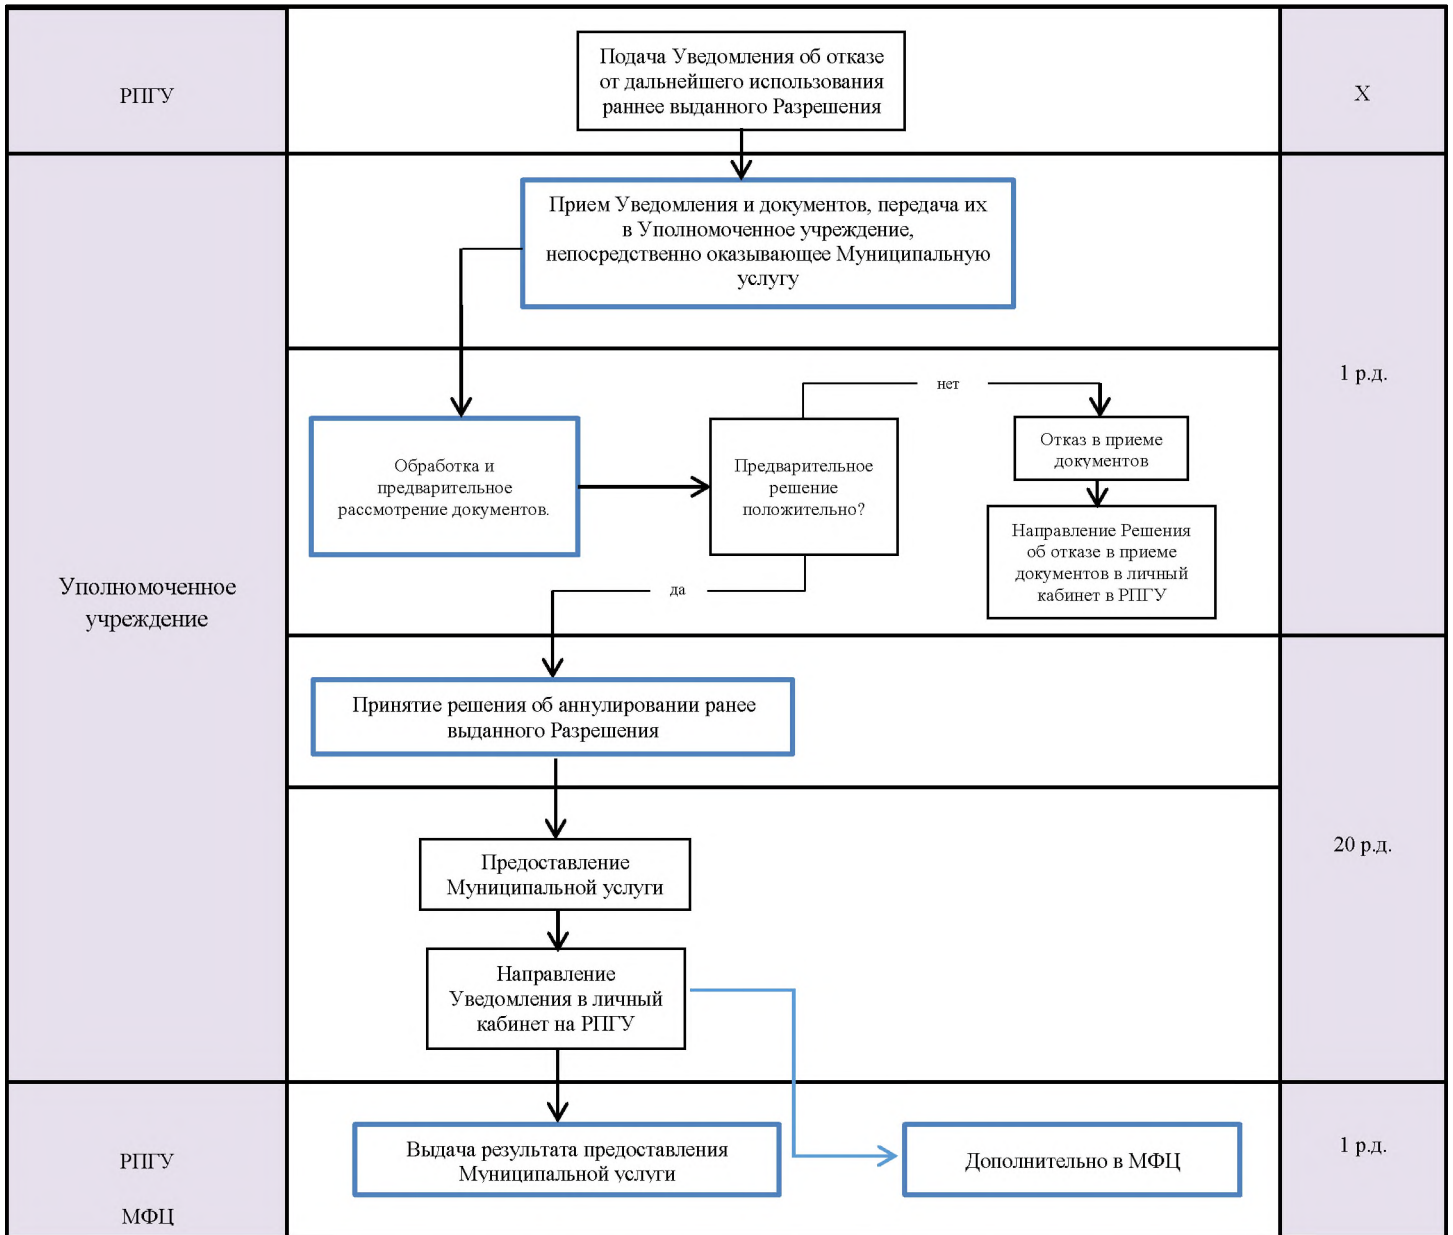 РПГУ
Подача Уведомления об отказе
от дальнейшего использования
раннее выданного Разрешения
X
Прием Уведомления и документов, передача их
в Уполномоченное учреждение,
непосредственно оказывающее Муниципальную
услугу
1 р.д.
нет
Обработка и
предварительное
рассмотрение документов.
Предварительное
решение
положительно?
Отказ в приеме
документов
Направление Решения
об отказе в приеме
документов в личный
кабинет в РПГУ
да
Уполномоченное
учреждение
Принятие решения об аннулировании ранее
выданного Разрешения
20 р.д.
Предоставление
Муниципальной услуги
Направление
Уведомления в личный
кабинет на РПГУ
РПГУ
МФЦ
Выдача результата предоставления
Муниципальной услуги
Дополнительно в МФЦ
1 р.д.